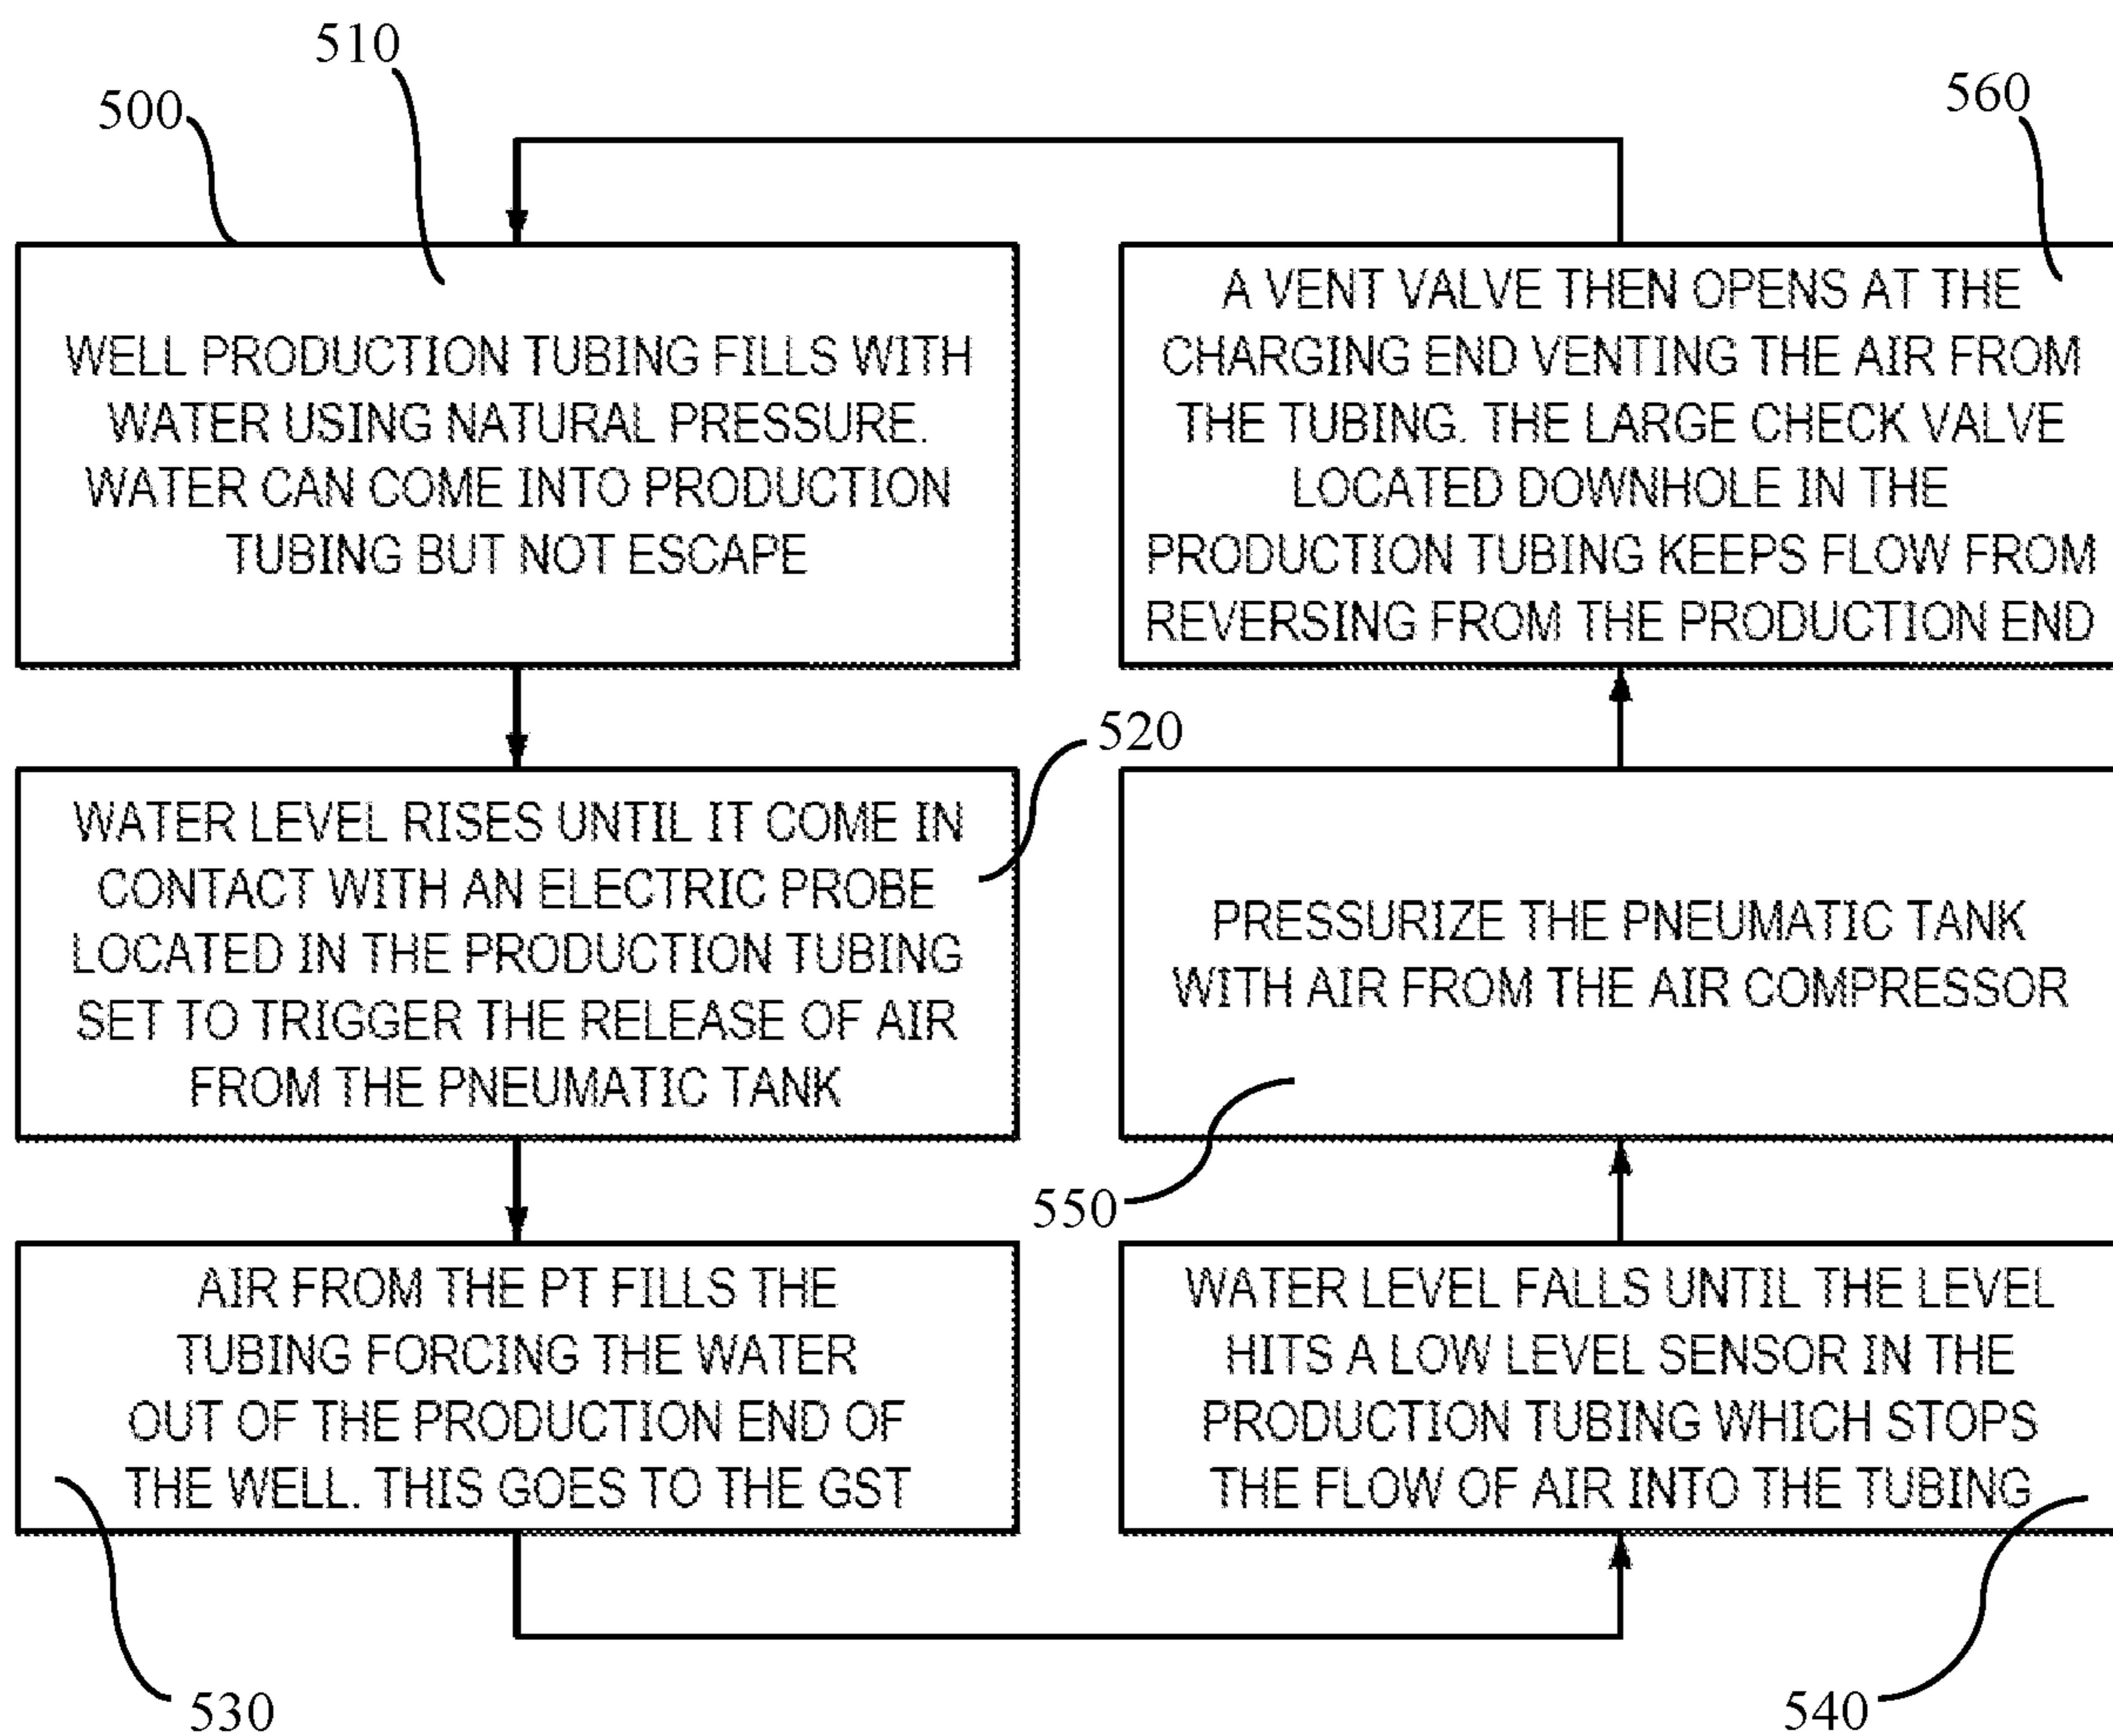 510
500
560
WELL PRODUCTION TUBING FILLS WITH
WATER USING NATURAL PRESSURE.
WATER CAN COME INTO PRODUCTION
TUBING BUT NOT ESCAPE
A VENT VALVE THEN OPENS AT THE
CHARGING END VENTING THE AIR FROM
THE TUBING. THE LARGE CHECK VALVE
LOCATED DOWNHOLE IN THE
PRODUCTION TUBING KEEPS FLOW FROM
REVERSING FROM THE PRODUCTION END
520
WATER LEVEL RISES UNTIL IT COME IN
CONTACT WITH AN ELECTRIC PROBE
LOCATED IN THE PRODUCTION TUBING
SET TO TRIGGER THE RELEASE OF AIR
FROM THE PNEUMATIC TANK
PRESSURIZE THE PNEUMATIC TANK
WITH AIR FROM THE AIR COMPRESSOR
550
AIR FROM THE PT FILLS THE
TUBING FORCING THE WATER
OUT OF THE PRODUCTION END OF
THE WELL. THIS GOES TO THE GST
WATER LEVEL FALLS UNTIL THE LEVEL
HITS A LOW LEVEL SENSOR IN THE
PRODUCTION TUBING WHICH STOPS
THE FLOW OF AIR INTO THE TUBING
530
540